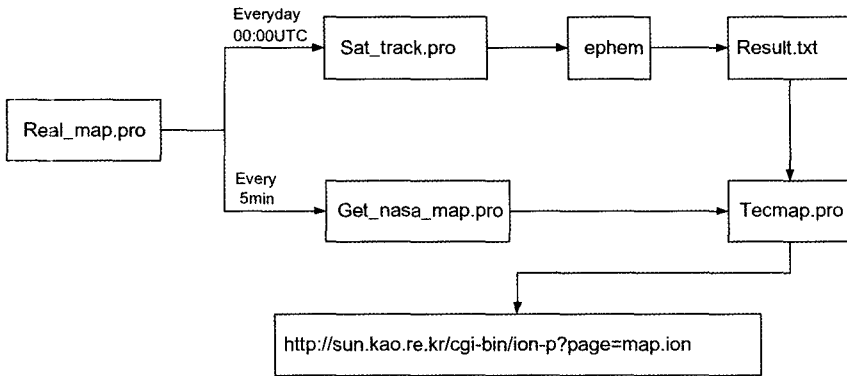 Everyday
00:00UTC
Sat_track.pro
ephem
Result.txt
Real_map.pro
Every
5min
Get_nasa_map.pro
Tecmap.pro
http://sun.kao.re.kr/cgi-bin/ion-p?page=map.ion